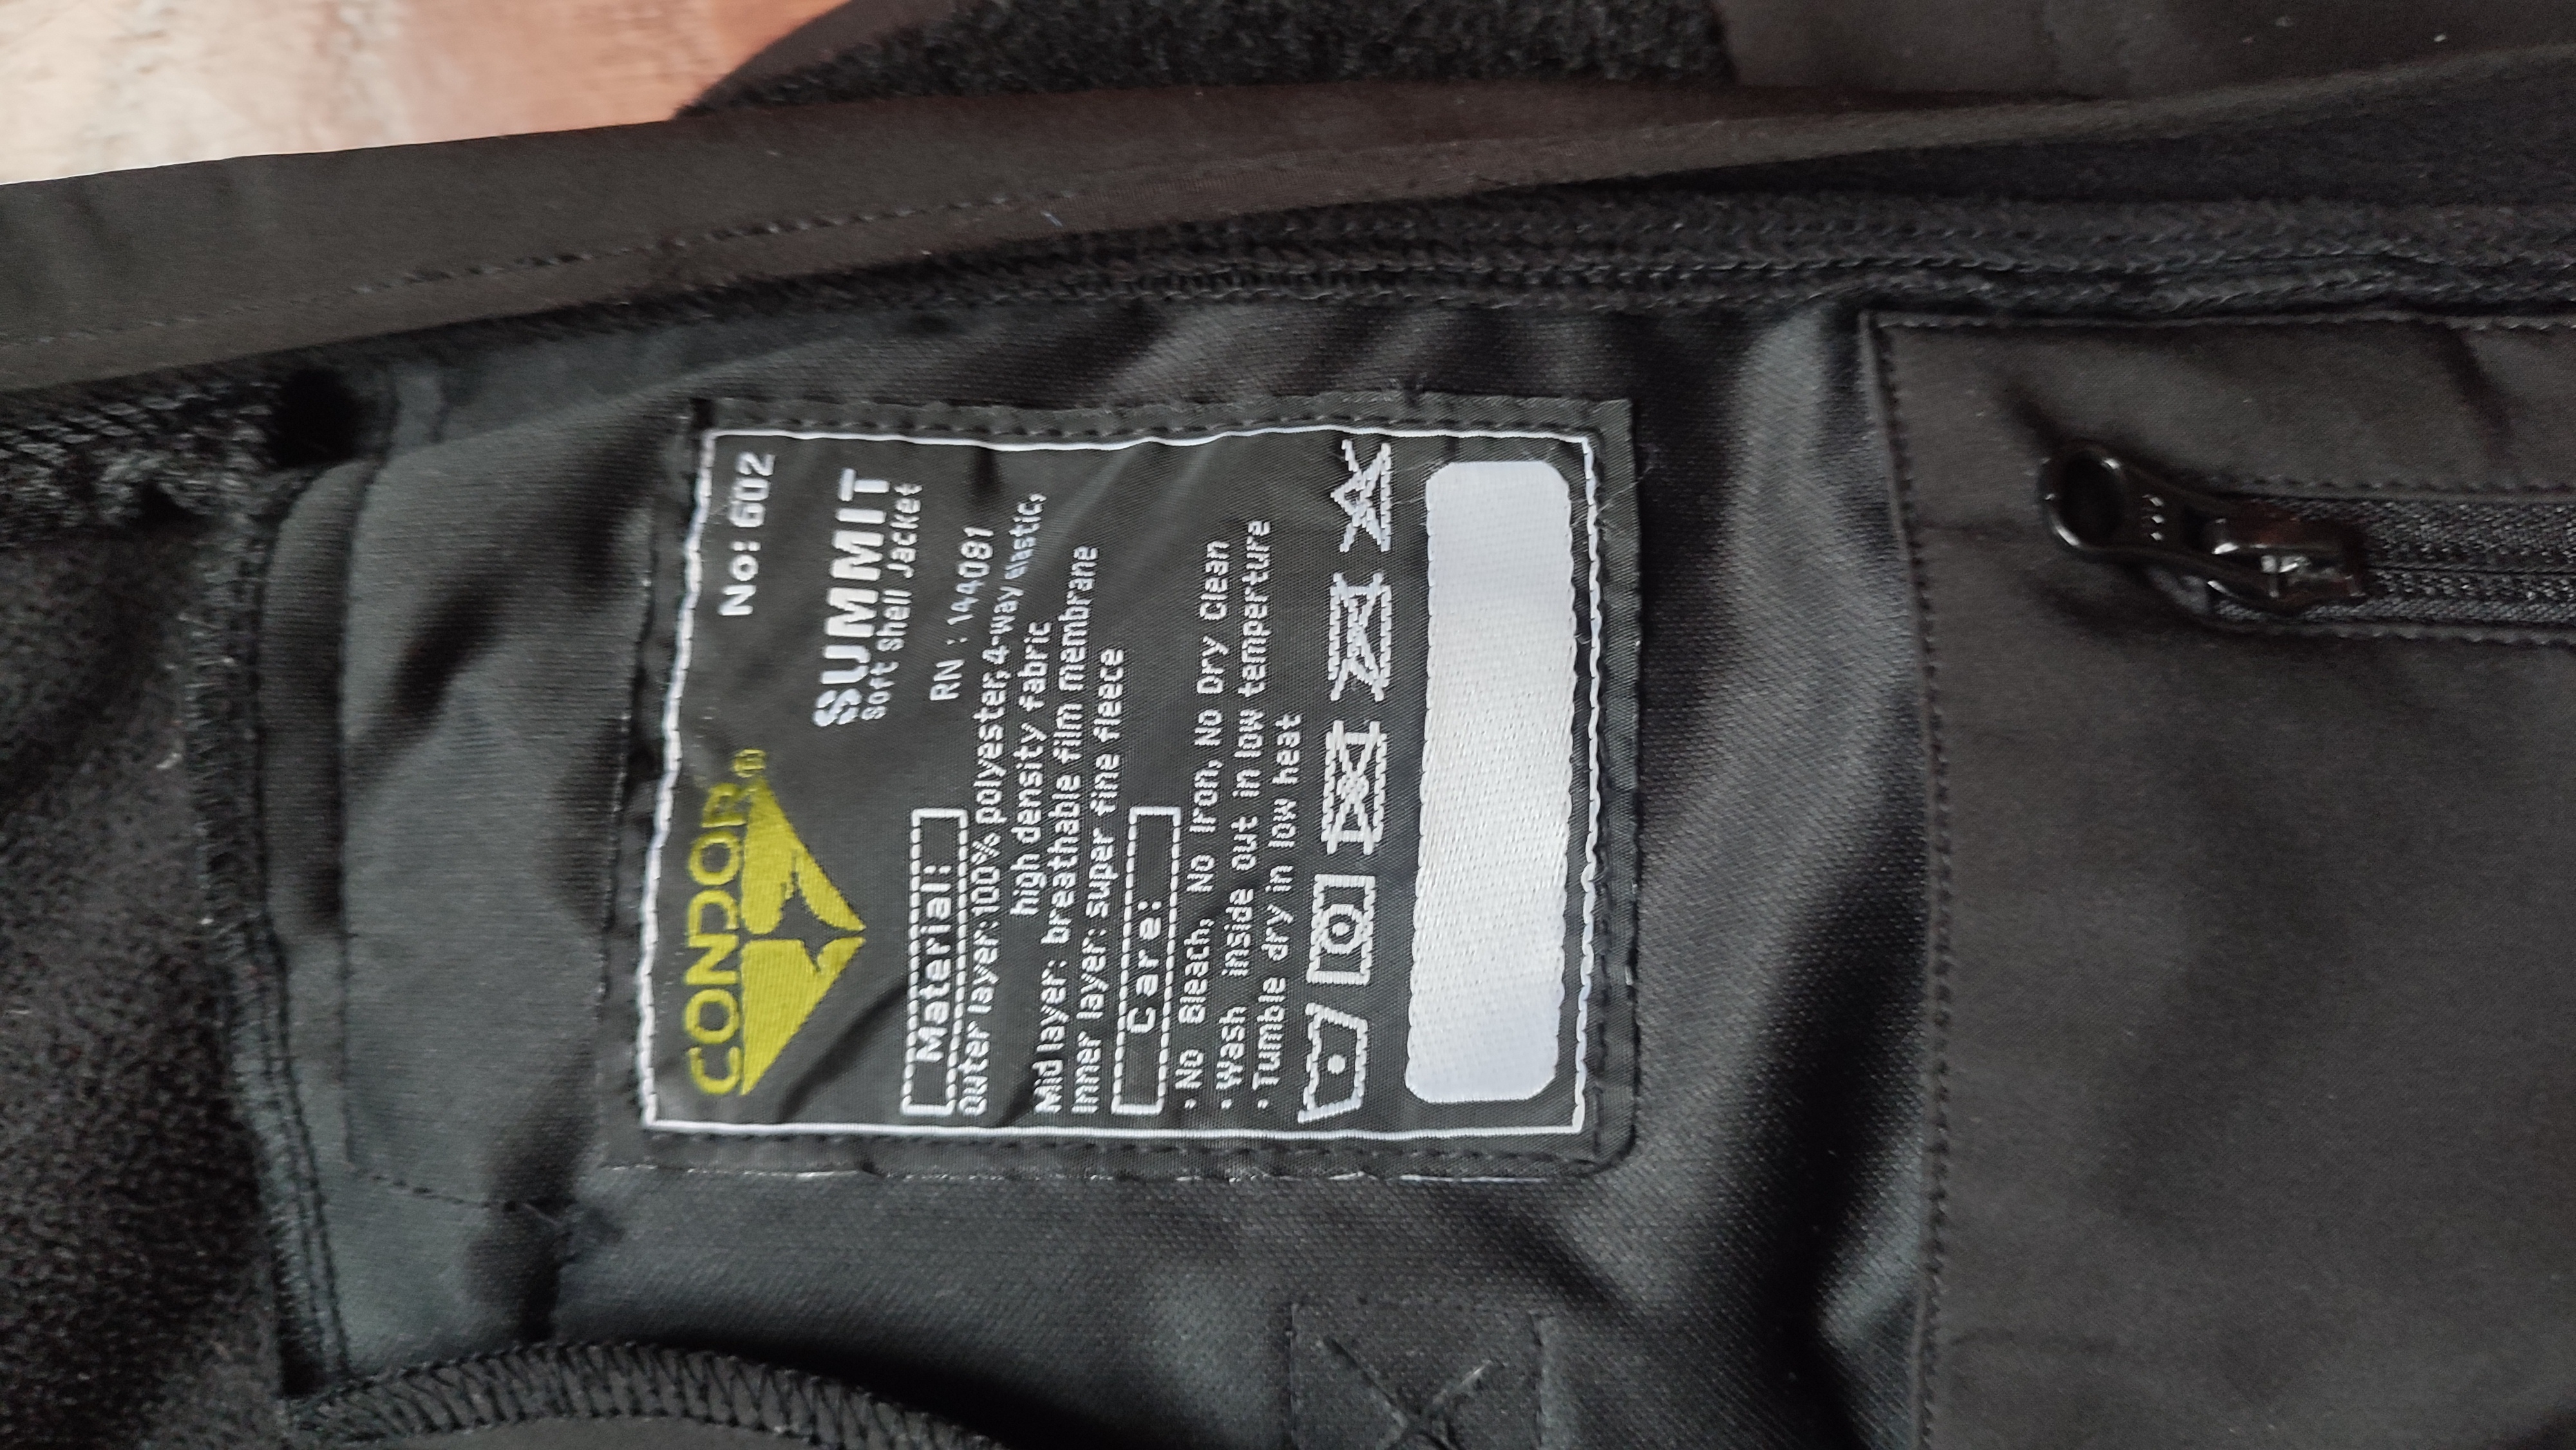 CONDOR®
No: 602
SUMMIT
Soft shell Jacket
RN : 144081
Material:
Outer layer: 100% polyester, 4-way elastic,
high density fabric
Mid layer: breathable film membrane
Inner layer: super fine fleece
Care:
· No Bleach, No Iron, No Dry Clean
· Wash inside out in low temperture
· Tumble dry in low heat